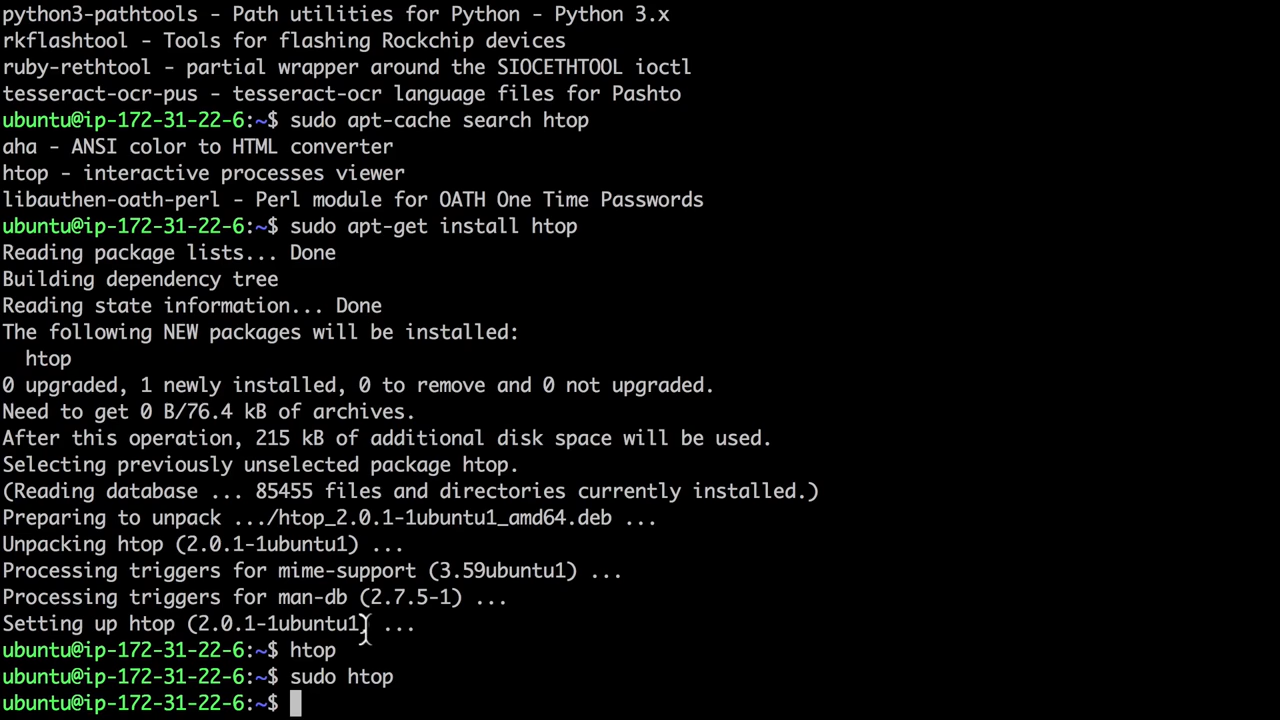 python3-pathtools - Path utilities for Python - Python 3.x
rkflashtool - Tools for flashing Rockchip devices
ruby-rethtool - partial wrapper around the SIOCETHTOOL ioctl
tesseract-ocr-pus - tesseract-ocr language files for Pashto
ubuntu@ip-172-31-22-6:~$ sudo apt-cache search htop
aha - ANSI color to HTML converter
htop - interactive processes viewer
libauthen-oath-perl - Perl module for OATH One Time Passwords
ubuntu@ip-172-31-22-6:~$ sudo apt-get install htop
Reading package lists... Done
Building dependency tree
Reading state information... Done
The following NEW packages will be installed:
  htop
0 upgraded, 1 newly installed, 0 to remove and 0 not upgraded.
Need to get 0 B/76.4 kB of archives.
After this operation, 215 kB of additional disk space will be used.
Selecting previously unselected package htop.
(Reading database ... 85455 files and directories currently installed.)
Preparing to unpack .../htop_2.0.1-1ubuntu1_amd64.deb ...
Unpacking htop (2.0.1-1ubuntu1) ...
Processing triggers for mime-support (3.59ubuntu1) ...
Processing triggers for man-db (2.7.5-1) ...
Setting up htop (2.0.1-1ubuntu1) ...
ubuntu@ip-172-31-22-6:~$ htop
ubuntu@ip-172-31-22-6:~$ sudo htop
ubuntu@ip-172-31-22-6:~$